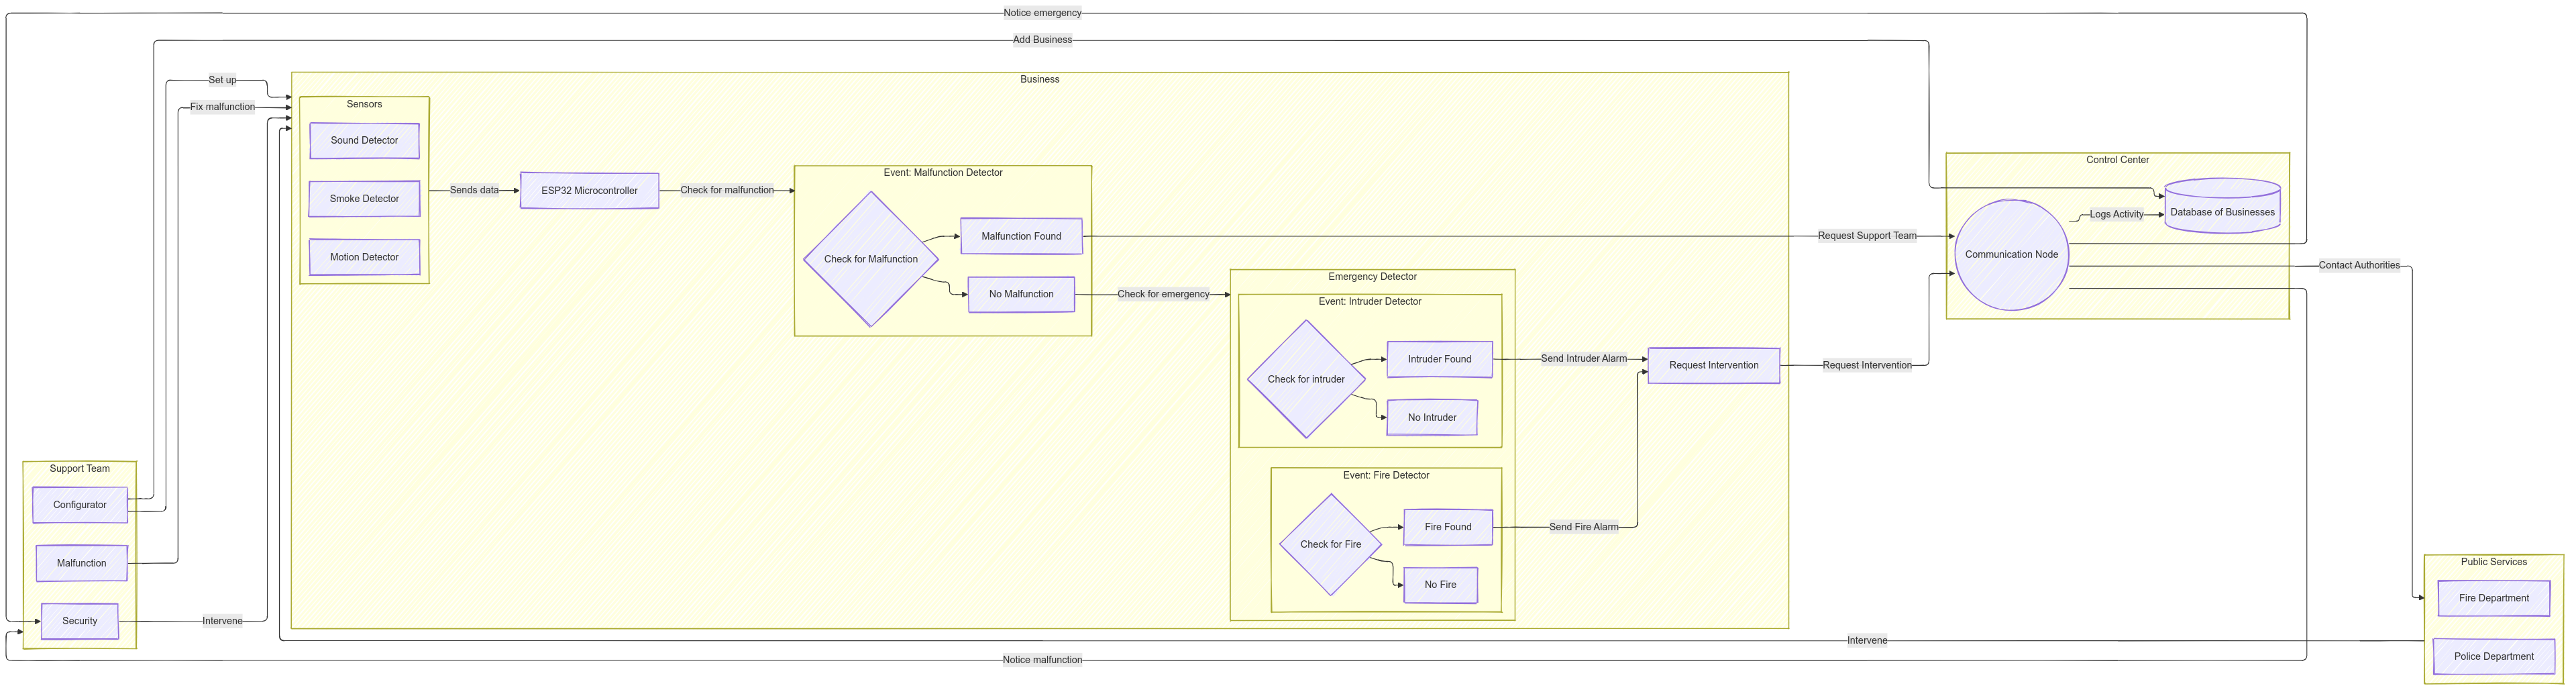 Notice emergency
Add Business
Set up
Fix malfunction
Business
Sensors
Sound Detector
Smoke Detector
Motion Detector
Sends data
ESP32 Microcontroller
Check for malfunction
Event: Malfunction Detector
Check for Malfunction
Malfunction Found
No Malfunction
Check for emergency
Emergency Detector
Event: Intruder Detector
Check for intruder
Intruder Found
No Intruder
Send Intruder Alarm
Event: Fire Detector
Check for Fire
Fire Found
No Fire
Send Fire Alarm
Request Intervention
Request Support Team
Request Intervention
Control Center
Communication Node
Logs Activity
Database of Businesses
Contact Authorities
Support Team
Configurator
Malfunction
Security
Intervene
Public Services
Fire Department
Police Department
Intervene
Notice malfunction